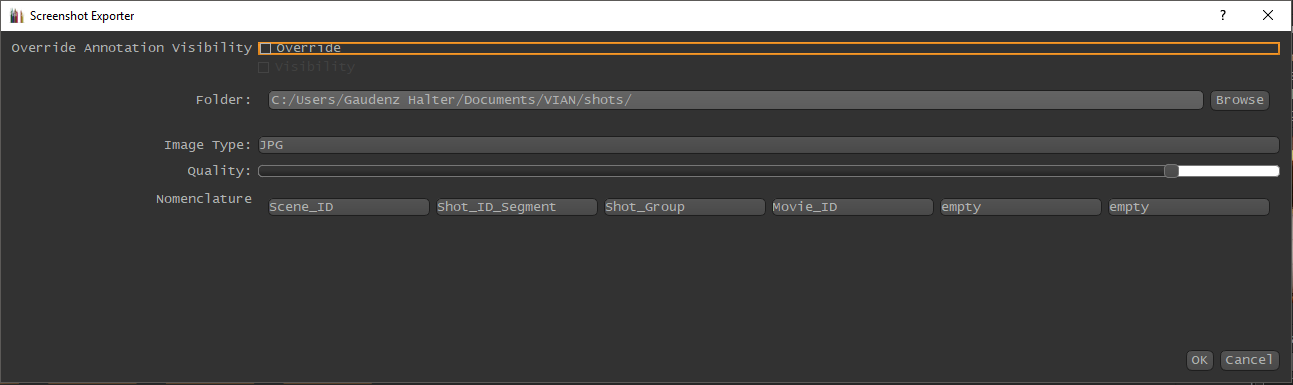 Screenshot Exporter
Override Annotation Visibility Override
Visibility
Folder: C:/Users/Gaudenz Halter/Documents/VIAN/shots/ Browse
Image Type: JPG
Quality:
Nomenclature Scene_ID Shot_ID_Segment Shot_Group Movie_ID empty empty
OK Cancel